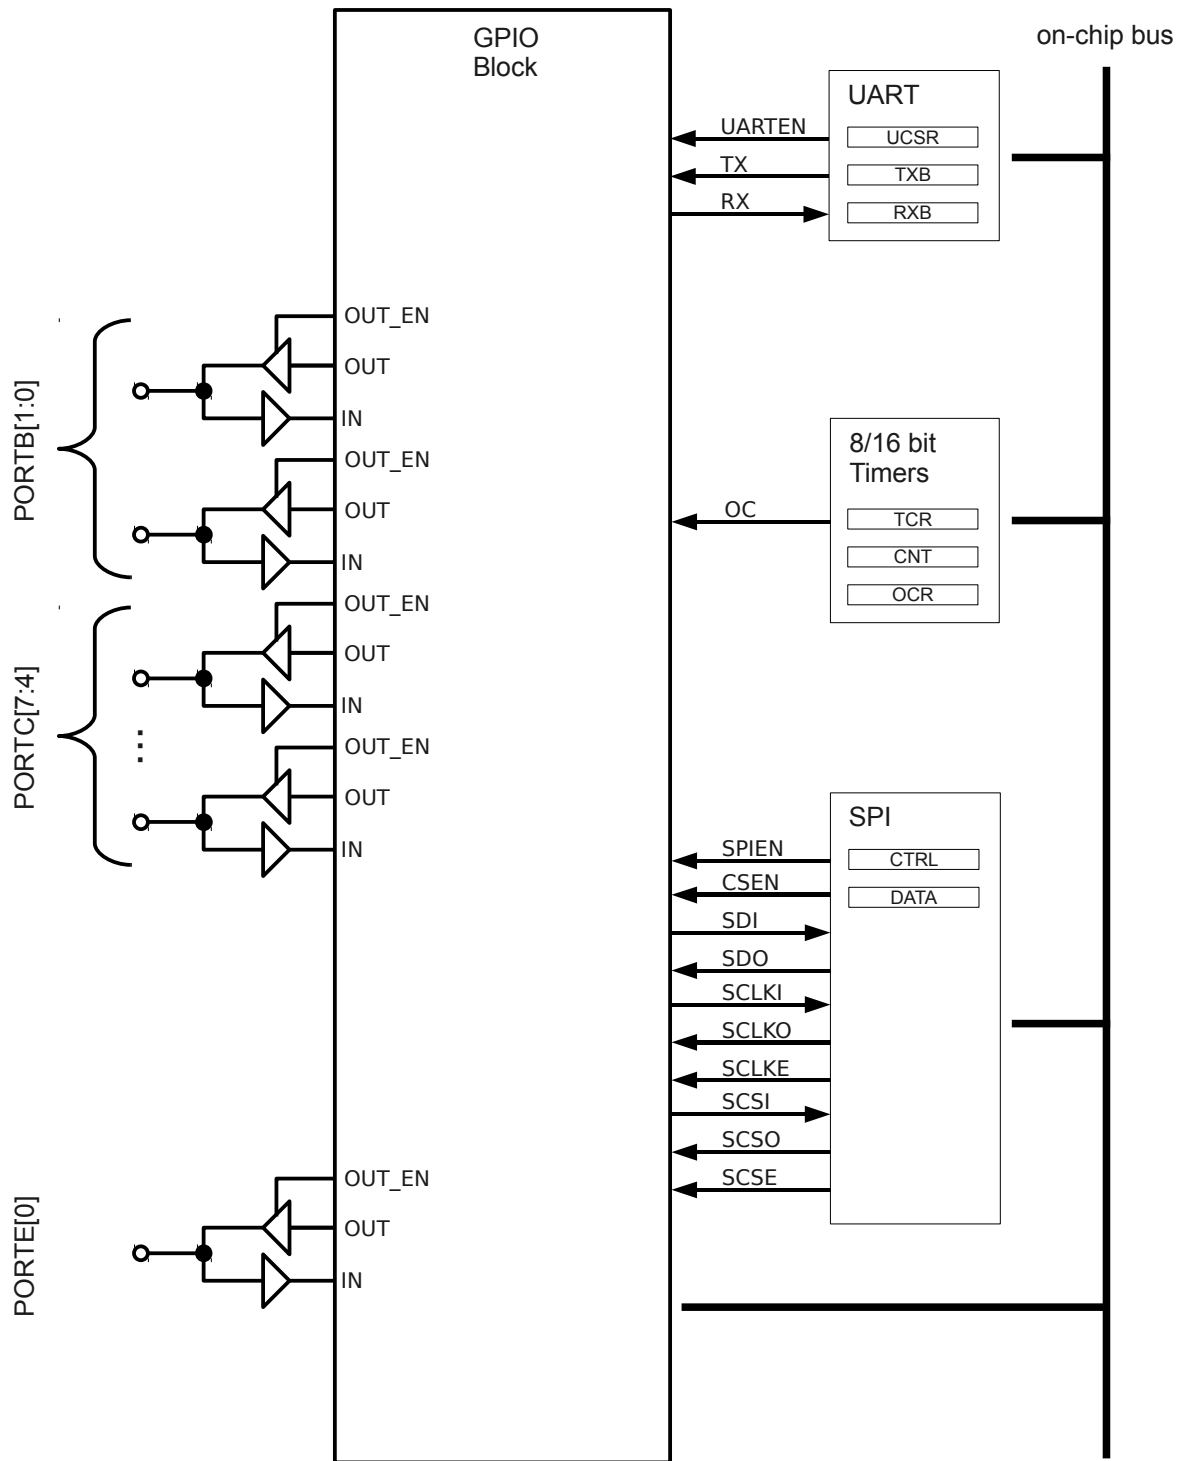 GPIO
Block
on-chip bus
UART
UARTEN
UCSR
TX
TXB
RX
RXB
PORTB[1:0]
OUT_EN
OUT
IN
OUT_EN
OUT
IN
8/16 bit
Timers
OC
TCR
CNT
OCR
PORTC[7:4]
OUT_EN
OUT
IN
...
OUT_EN
OUT
IN
SPI
SPIEN
CTRL
CSEN
DATA
SDI
SDO
SCLKI
SCLKO
SCLKE
SCSI
SCSO
SCSE
PORTE[0]
OUT_EN
OUT
IN